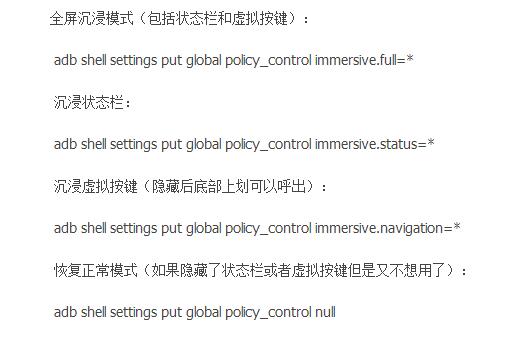 全屏沉浸模式（包括状态栏和虚拟按键）：
adb shell settings put global policy_control immersive.full=*
沉浸状态栏：
adb shell settings put global policy_control immersive.status=*
沉浸虚拟按键（隐藏后底部上划可以呼出）：
adb shell settings put global policy_control immersive.navigation=*
恢复正常模式（如果隐藏了状态栏或者虚拟按键但是又不想用了）：
adb shell settings put global policy_control null